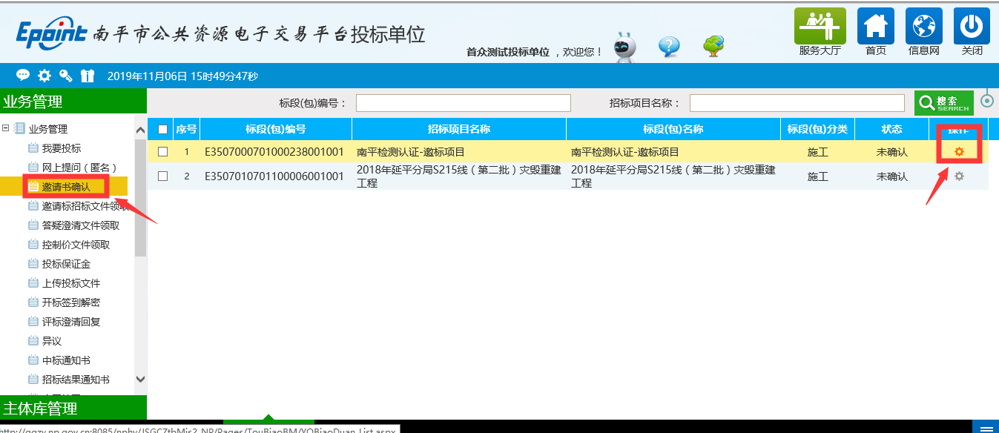 Epoint 南平市公共资源电子交易平台投标单位
首众测试投标单位 ，欢迎您！
服务大厅 首页 信息网 关闭
2019年11月06日 15时49分47秒
业务管理
标段(包)编号： 招标项目名称： 搜索 SEARCH
序号 标段(包)编号 招标项目名称 标段(包)名称 标段(包)分类 状态 操作
1 E3507000701000238001001 南平检测认证-邀标项目 南平检测认证-邀标项目 施工 未确认
2 E3507010701100006001001 2018年延平分局S215线（第二批）灾毁重建工程 2018年延平分局S215线（第二批）灾毁重建工程 施工 未确认
业务管理
我要投标
网上提问（匿名）
邀请书确认
邀请标招标文件领取
答疑澄清文件领取
控制价文件领取
投标保证金
上传投标文件
开标签到解密
评标澄清回复
异议
中标通知书
招标结果通知书
主体库管理